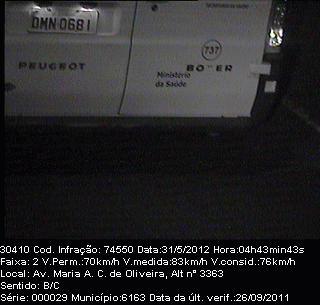 DMN 0681
737
PEUGEOT
BOXER
Ministério
da Saúde
30410 Cod. Infração: 74550 Data:31/5/2012 Hora:04h43min43s
Faixa: 2 V.Perm.:70km/h V.medida:83km/h V.consid.:76km/h
Local: Av. Maria A. C. de Oliveira, Alt nº 3363
Sentido: B/C
Série: 000029 Município:6163 Data da últ. verif.:26/09/2011